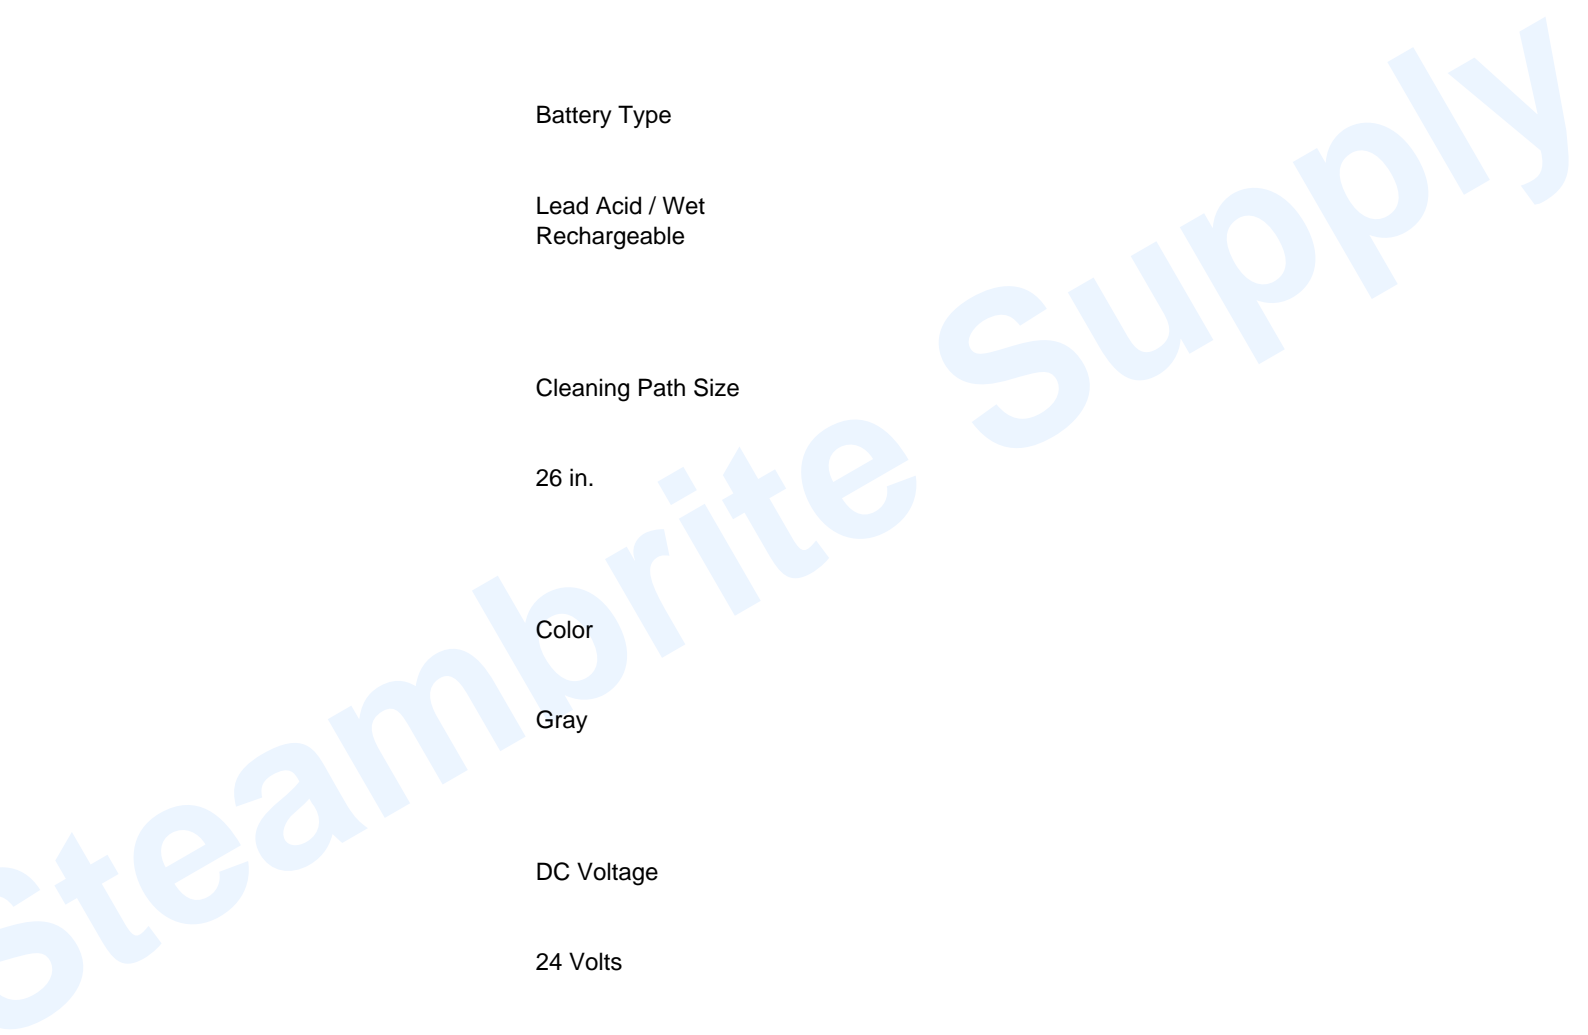 Battery Type
Lead Acid / Wet
Rechargeable
Cleaning Path Size
26 in.
Color
Gray
DC Voltage
24 Volts
Steambrite Supply